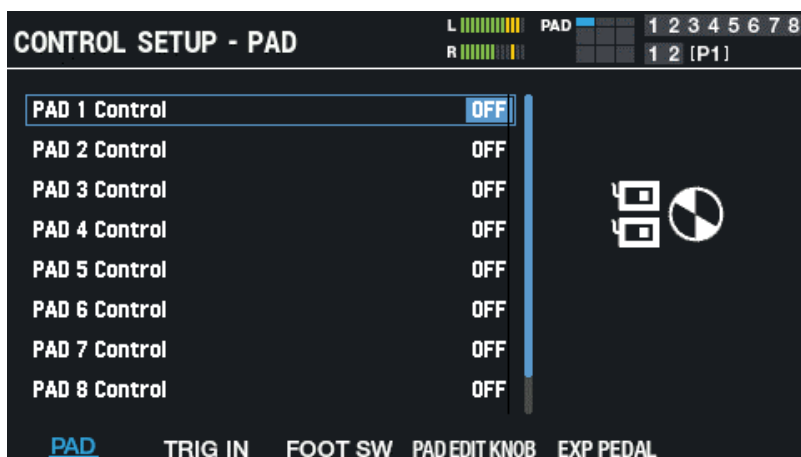 CONTROL SETUP - PAD
L
R
PAD
1 2 3 4 5 6 7 8
1 2 [P1]
PAD 1 Control OFF
PAD 2 Control OFF
PAD 3 Control OFF
PAD 4 Control OFF
PAD 5 Control OFF
PAD 6 Control OFF
PAD 7 Control OFF
PAD 8 Control OFF
PAD TRIG IN FOOT SW PAD EDIT KNOB EXP PEDAL